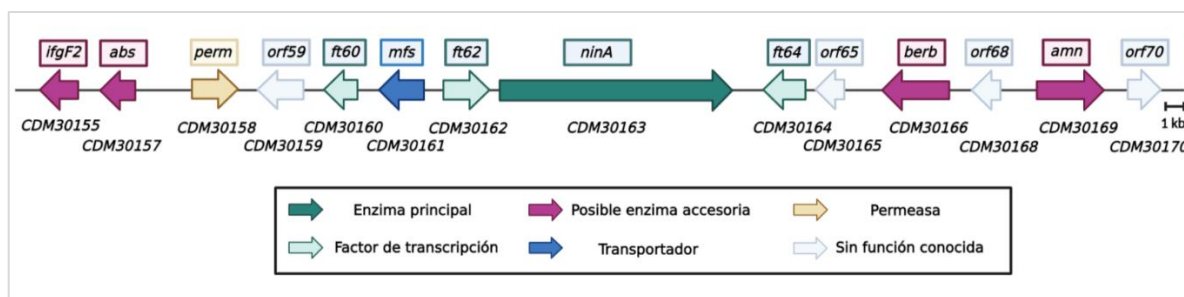 ifgF2 abs perm orf59 ft60 mfs ft62 ninA ft64 orf65 berb orf68 amn orf70
1 kb
CDM30155 CDM30158 CDM30160 CDM30162 CDM30163 CDM30164 CDM30166 CDM30169
CDM30157 CDM30159 CDM30161 CDM30165 CDM30168 CDM30170
Enzima principal Posible enzima accesoria Permeasa
Factor de transcripción Transportador Sin función conocida